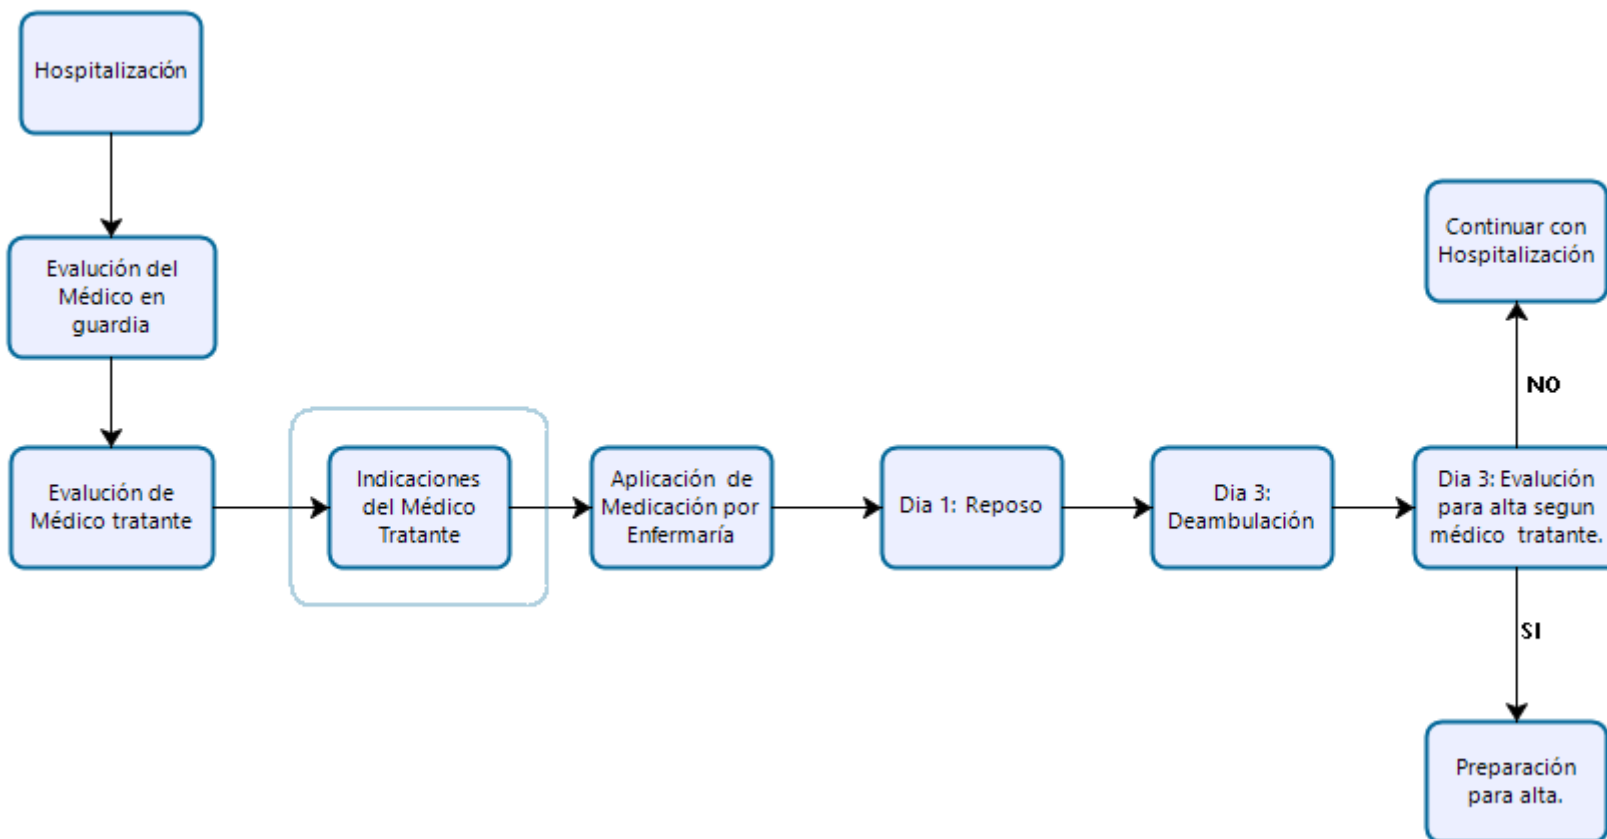 Hospitalización
Evalución del
Médico en
guardia
Evalución de
Médico tratante
Indicaciones
del Médico
Tratante
Aplicación de
Medicación por
Enfermaría
Dia 1: Reposo
Dia 3:
Deambulación
Dia 3: Evalución
para alta segun
médico tratante.
NO
Continuar con
Hospitalización
SI
Preparación
para alta.